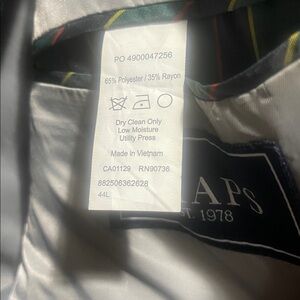 PO 4900047256
65% Polyester / 35% Rayon
Dry Clean Only
Low Moisture
Utility Press
Made in Vietnam
CA01129 RN90736
882506362628
44L
APS
1978